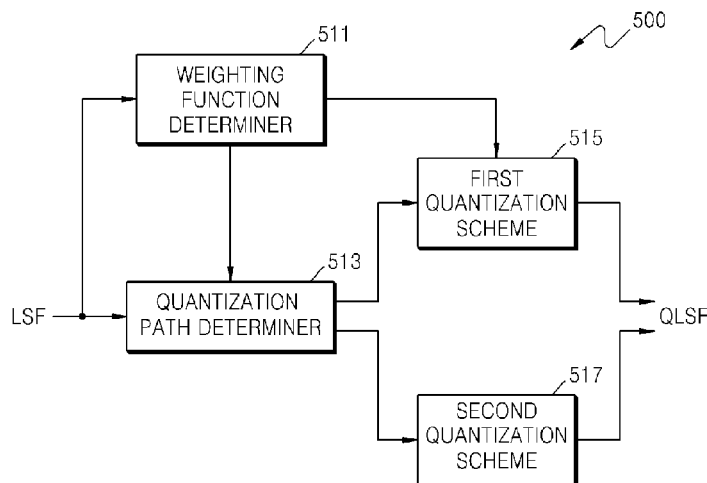 500
511
WEIGHTING
FUNCTION
DETERMINER
515
FIRST
QUANTIZATION
SCHEME
513
QUANTIZATION
PATH DETERMINER
LSF
QLSF
517
SECOND
QUANTIZATION
SCHEME